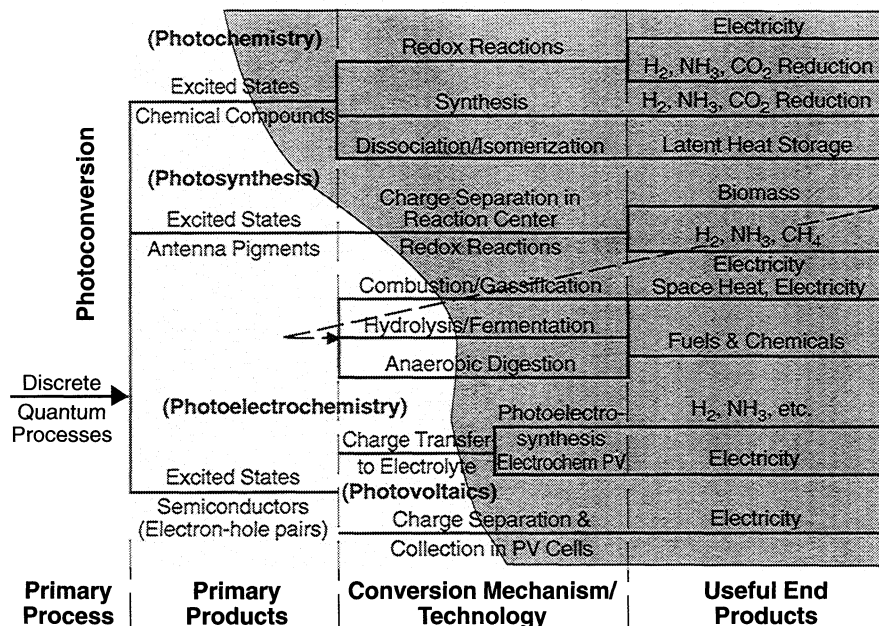 Photoconversion
Discrete
Quantum
Processes
(Photochemistry)
Excited States
Chemical Compounds
Redox Reactions
Electricity
H₂, NH₃, CO₂ Reduction
Synthesis
H₂, NH₃, CO₂ Reduction
Dissociation/Isomerization
Latent Heat Storage
(Photosynthesis)
Excited States
Antenna Pigments
Charge Separation in
Reaction Center
Redox Reactions
Biomass
H₂, NH₃, CH₄
Electricity
Combustion/Gassification
Space Heat, Electricity
Hydrolysis/Fermentation
Anaerobic Digestion
Fuels & Chemicals
(Photoelectrochemistry)
Excited States
Semiconductors
(Electron-hole pairs)
Charge Transfer
to Electrolyte
Photoelectro-
synthesis
Electrochem PV
H₂, NH₃, etc.
Electricity
(Photovoltaics)
Charge Separation &
Collection in PV Cells
Electricity
Primary
Process
Primary
Products
Conversion Mechanism/
Technology
Useful End
Products